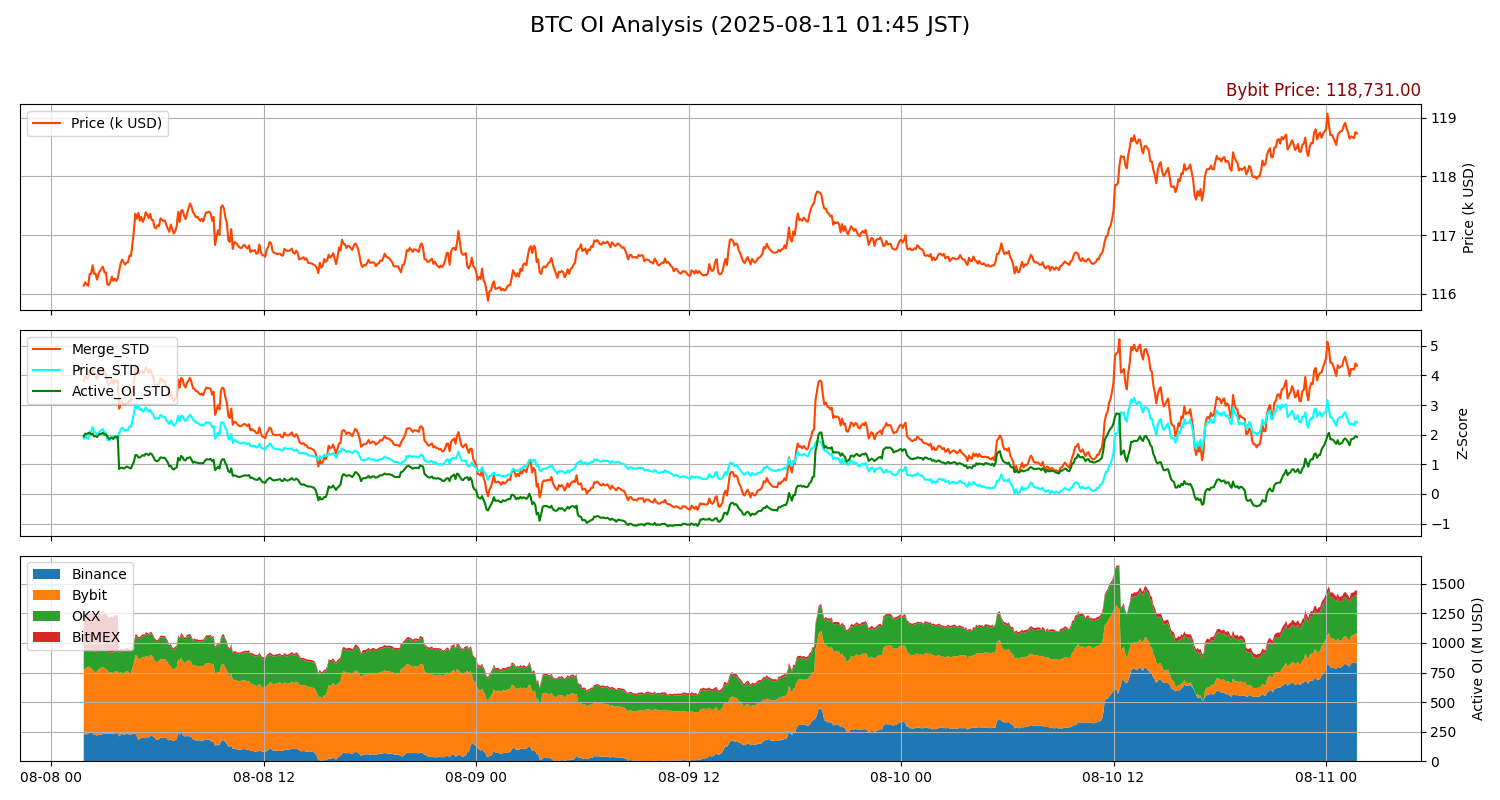 BTC OI Analysis (2025-08-11 01:45 JST)
Bybit Price: 118,731.00
Price (k USD)
119
118
117
116
Price (k USD)
Merge_STD
Price_STD
Active_OI_STD
5
4
3
2
1
0
−1
Z-Score
Binance
Bybit
OKX
BitMEX
1500
1250
1000
750
500
250
0
Active OI (M USD)
08-08 00
08-08 12
08-09 00
08-09 12
08-10 00
08-10 12
08-11 00